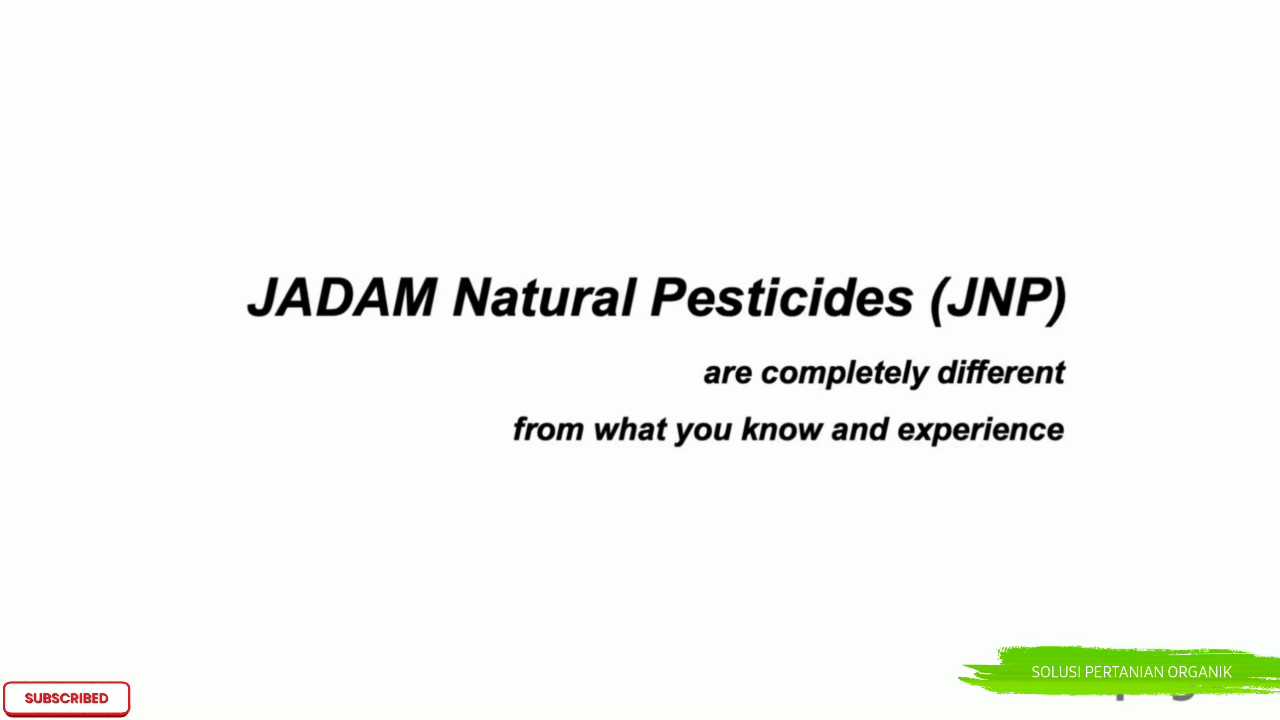 JADAM Natural Pesticides (JNP)
are completely different
from what you know and experience
SOLUSI PERTANIAN ORGANIK
SUBSCRIBED